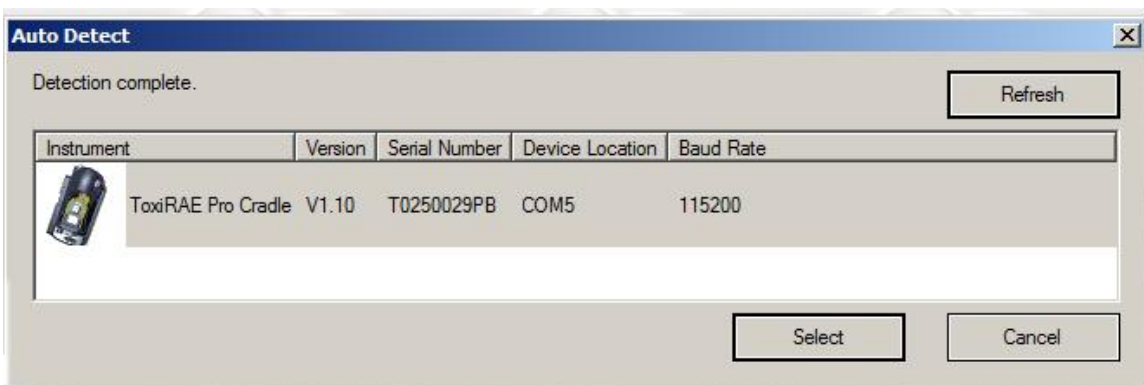 Auto Detect
Detection complete.
Refresh
Instrument Version Serial Number Device Location Baud Rate
ToxiRAE Pro Cradle V1.10 T0250029PB COM5 115200
Select Cancel